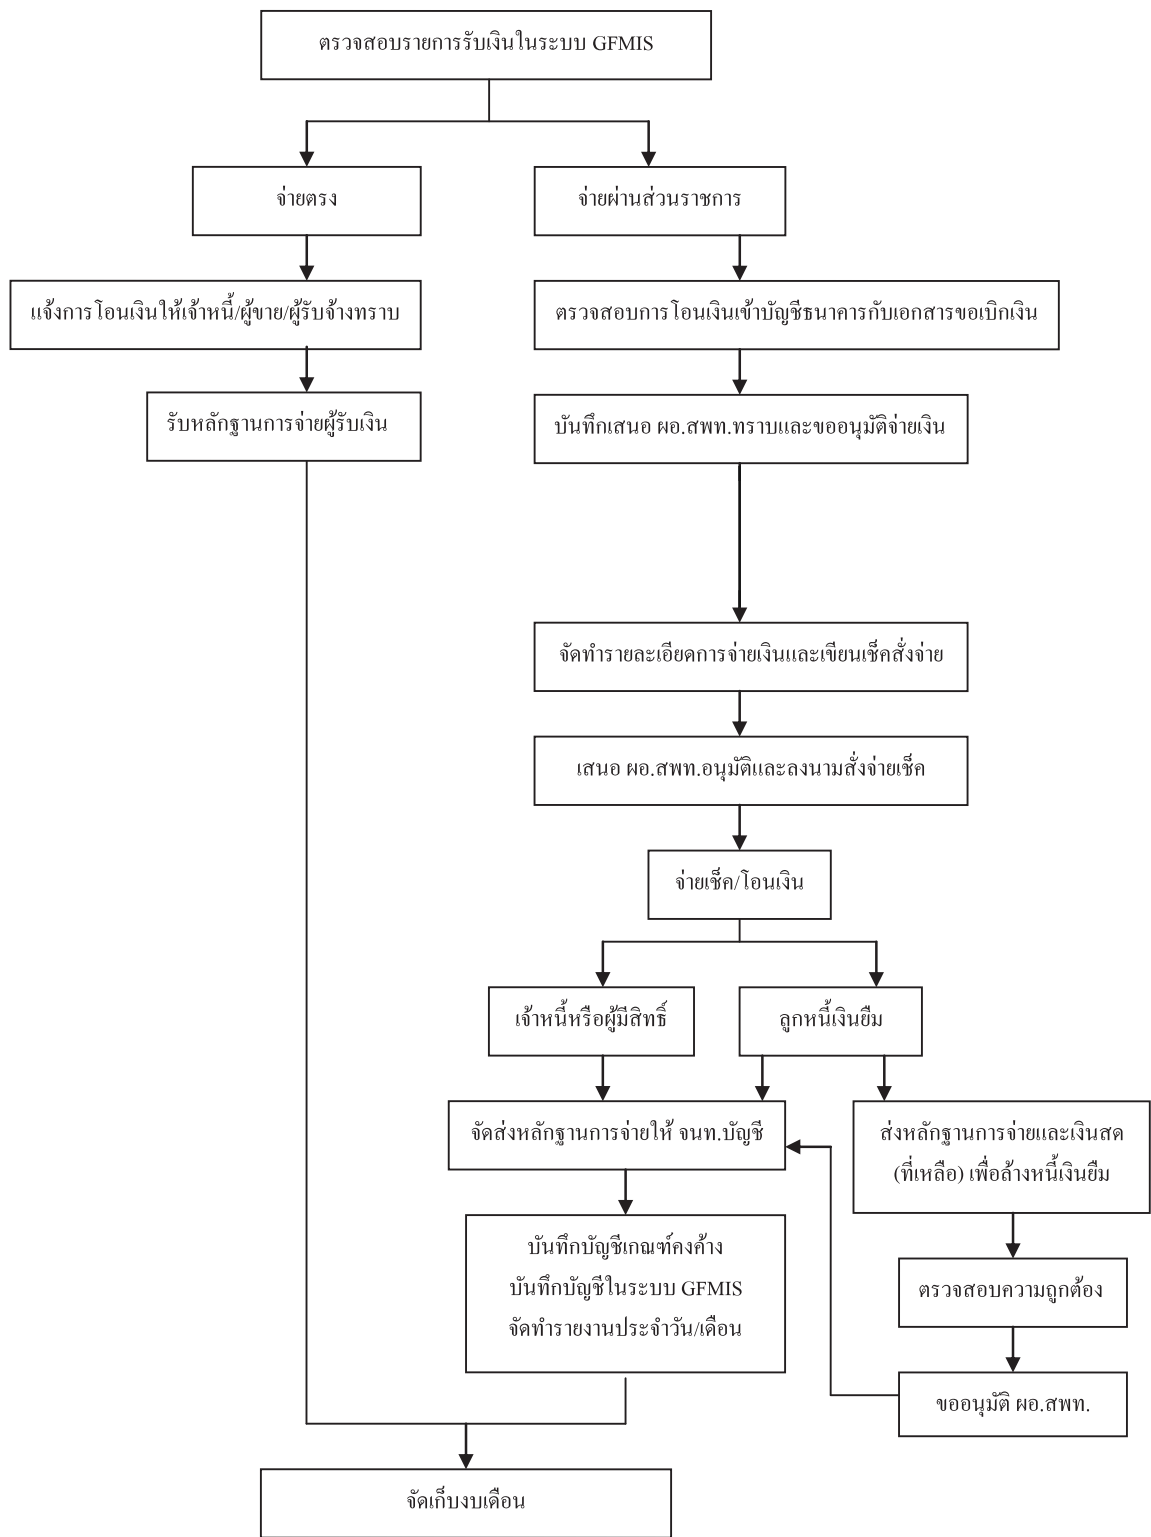 ตรวจสอบรายการรับเงินในระบบ GFMIS
จ่ายตรง
จ่ายผ่านส่วนราชการ
แจ้งการโอนเงินให้เจ้าหนี้/ผู้ขาย/ผู้รับจ้างทราบ
ตรวจสอบการโอนเงินเข้าบัญชีธนาคารกับเอกสารขอเบิกเงิน
รับหลักฐานการจ่ายผู้รับเงิน
บันทึกเสนอ ผอ.สพท.ทราบและขออนุมัติจ่ายเงิน
จัดทำรายละเอียดการจ่ายเงินและเขียนเช็คสั่งจ่าย
เสนอ ผอ.สพท.อนุมัติและลงนามสั่งจ่ายเช็ค
จ่ายเช็ค/โอนเงิน
เจ้าหนี้หรือผู้มีสิทธิ์
ลูกหนี้เงินยืม
จัดส่งหลักฐานการจ่ายให้ จนท.บัญชี
ส่งหลักฐานการจ่ายและเงินสด
(ที่เหลือ) เพื่อล้างหนี้เงินยืม
บันทึกบัญชีเกณฑ์คงค้าง
บันทึกบัญชีในระบบ GFMIS
จัดทำรายงานประจำวัน/เดือน
ตรวจสอบความถูกต้อง
ขออนุมัติ ผอ.สพท.
จัดเก็บงบเดือน